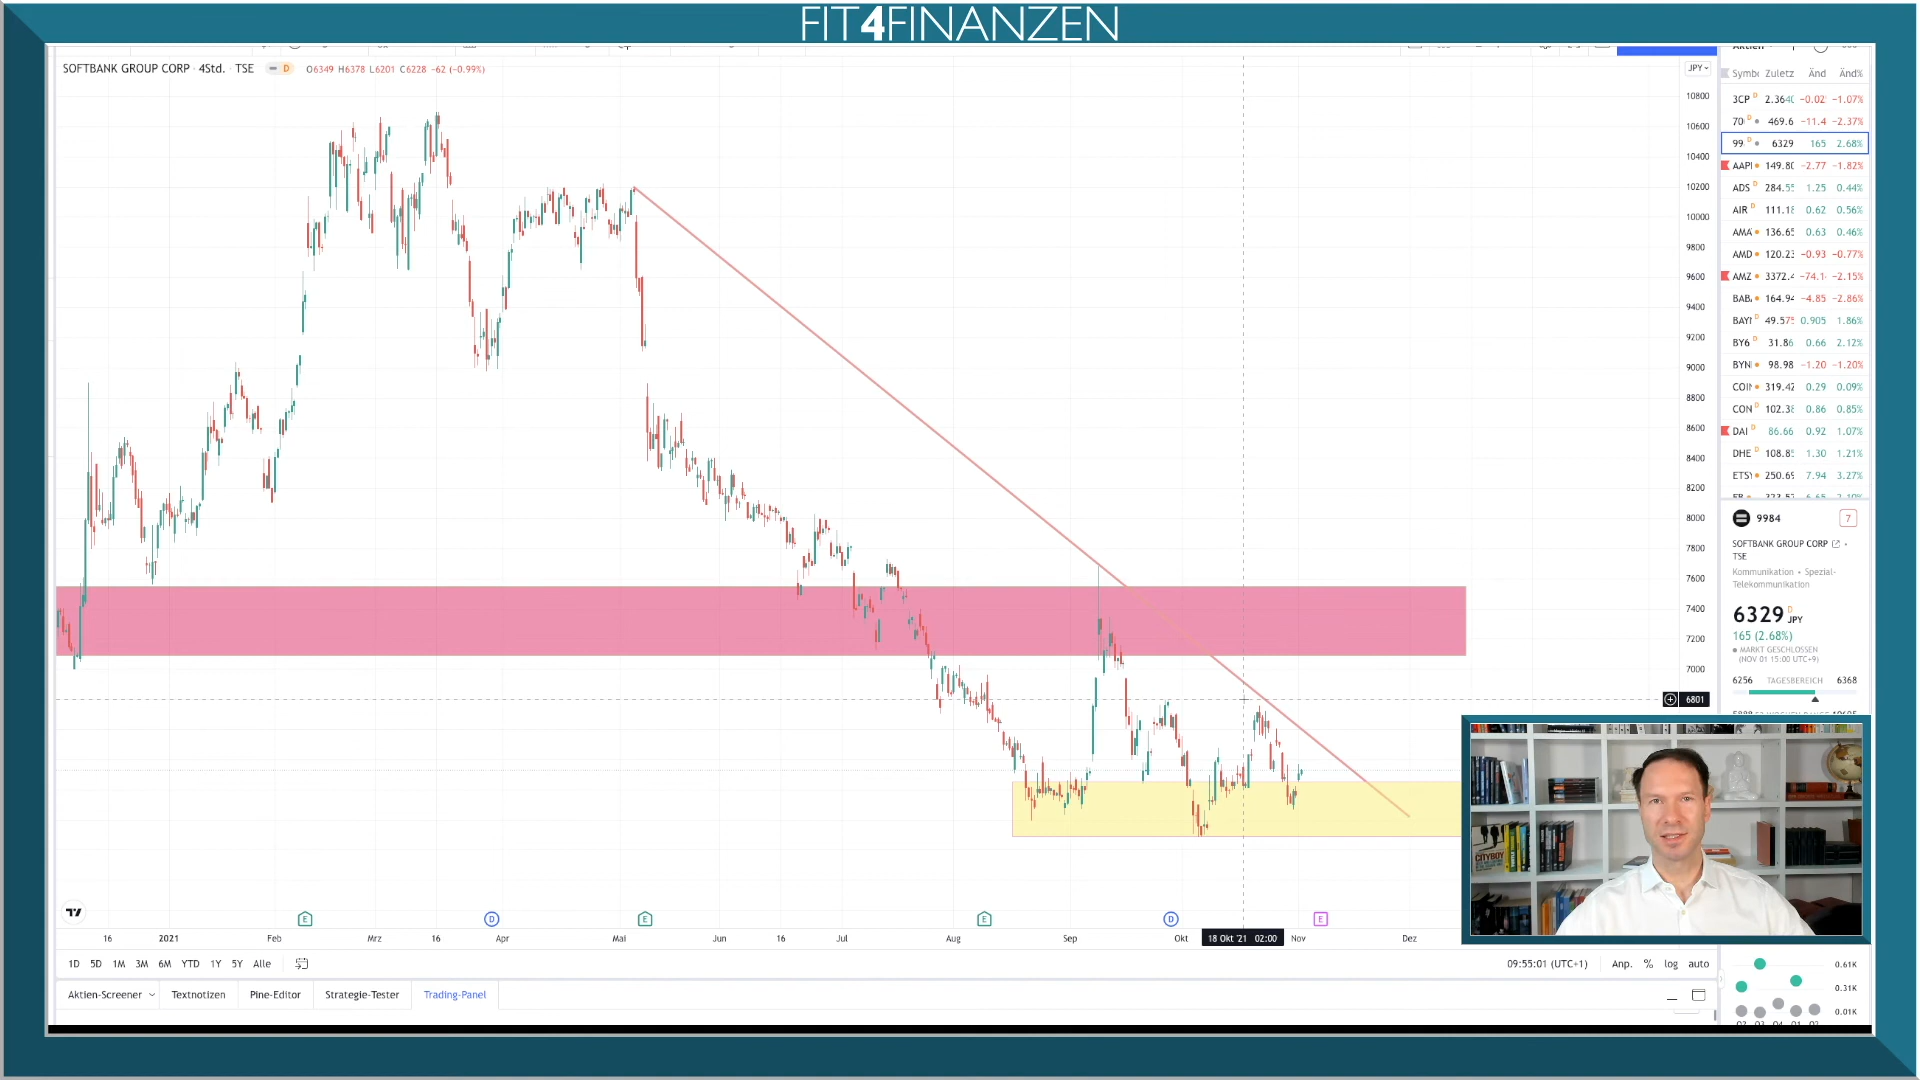 FIT4FINANZEN
SOFTBANK GROUP CORP · 4Std. · TSE D O6349 H6378 L6201 C6228 -62 (-0.99%)
JPY
10800
10600
10400
10200
10000
9800
9600
9400
9200
9000
8800
8600
8400
8200
8000
7800
7600
7400
7200
7000
6801
16 2021 Feb Mrz 16 Apr Mai Jun 16 Jul Aug Sep Okt 18 Okt '21 02:00 Nov Dez
E D E E D E
1D 5D 1M 3M 6M YTD 1Y 5Y Alle
09:55:01 (UTC+1) Anp. % log auto
Aktien-Screener Textnotizen Pine-Editor Strategie-Tester Trading-Panel
Zuletz Änd Änd%
3CP D 2.364 -0.02 -1.07%
70 D 469.6 -11.4 -2.37%
99 D 6329 165 2.68%
AAPL 149.80 -2.77 -1.82%
ADS D 284.55 1.25 0.44%
AIR D 111.18 0.62 0.56%
AMA 136.65 0.63 0.46%
AMD 120.23 -0.93 -0.77%
AMZ 3372.4 -74.1 -2.15%
BAB 164.94 -4.85 -2.86%
BAYN D 49.575 0.905 1.86%
BY6 D 31.86 0.66 2.12%
BYN 98.98 -1.20 -1.20%
COIN 319.42 0.29 0.09%
CON D 102.38 0.86 0.85%
DAI D 86.66 0.92 1.07%
DHE D 108.85 1.30 1.21%
ETSY 250.69 7.94 3.27%
9984 7
SOFTBANK GROUP CORP ·
TSE
Kommunikation • Spezial-
Telekommunikation
6329 D JPY
165 (2.68%)
MARKT GESCHLOSSEN
(NOV 01 15:00 UTC+9)
6256 TAGESBEREICH 6368
CITYBOY
0.61K
0.31K
0.01K